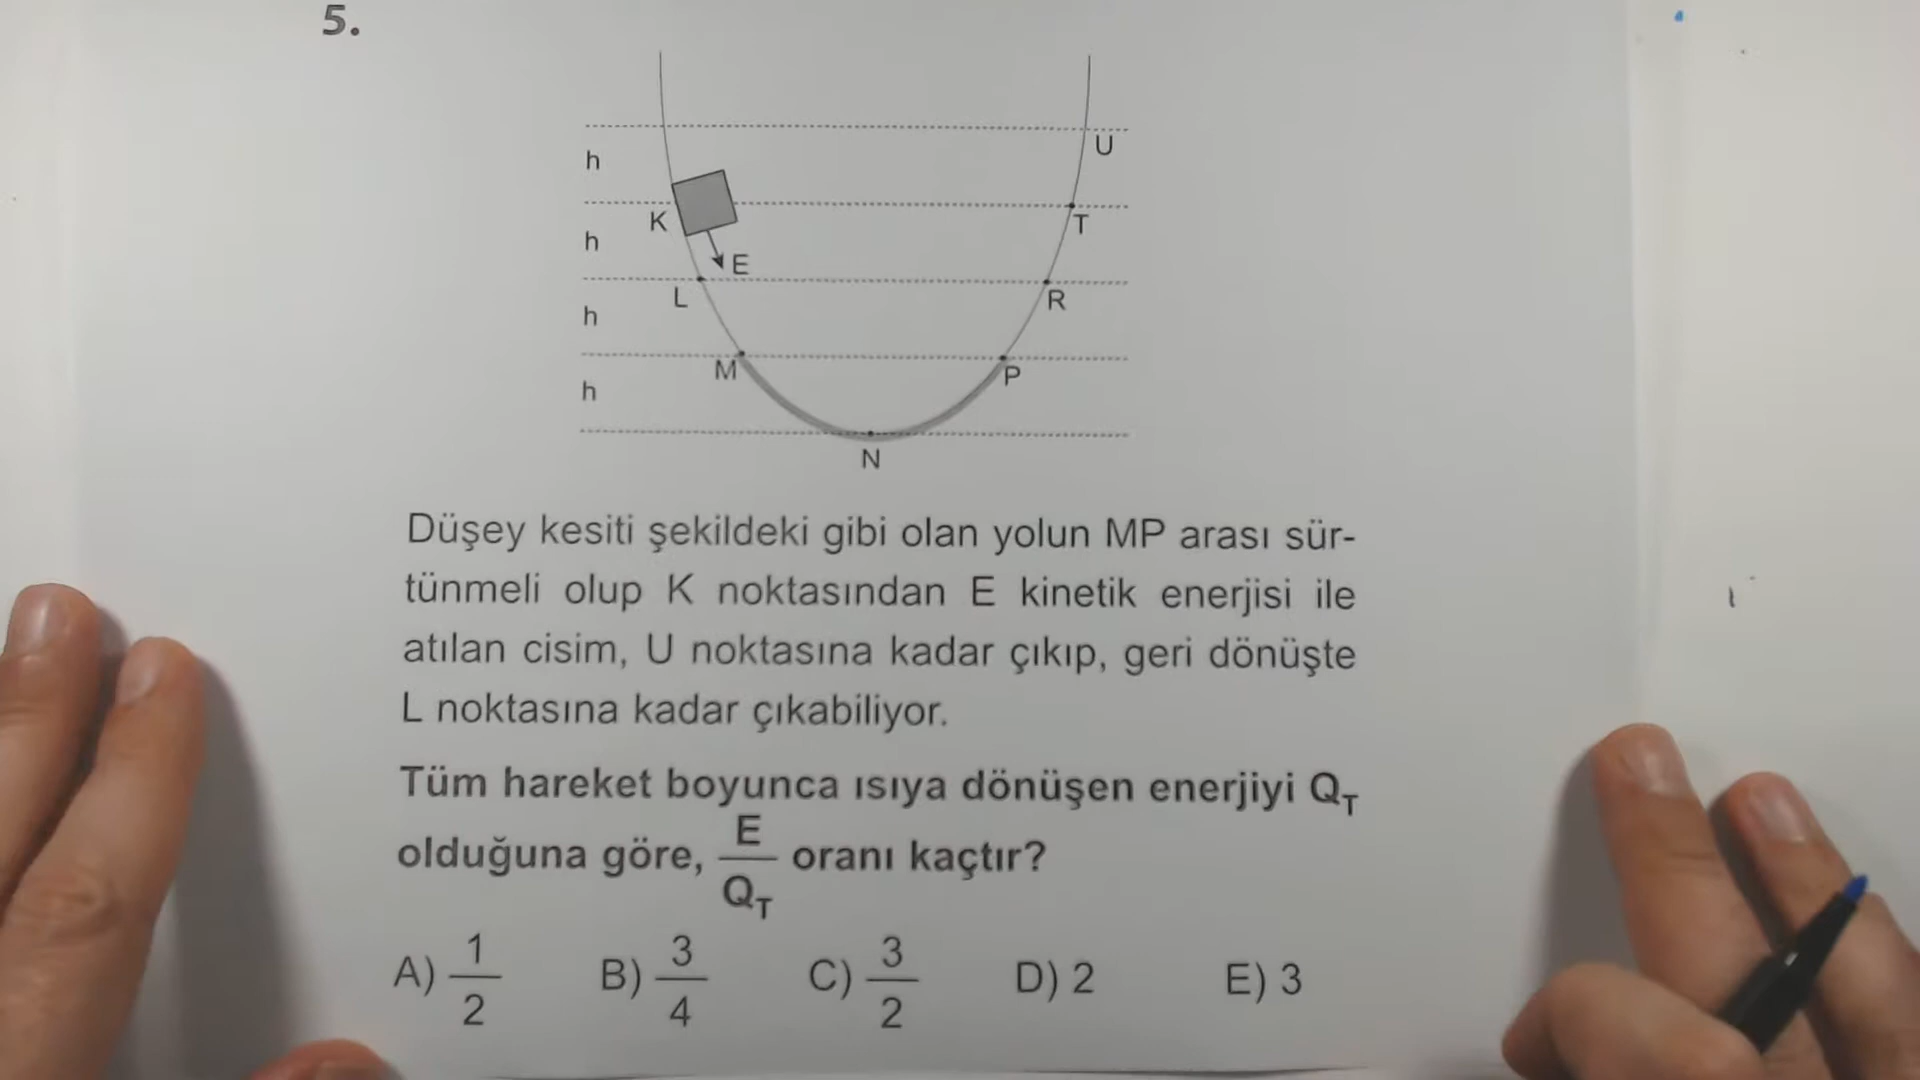 5.
h
U
K
E
T
h
L
R
h
M
P
h
N
Düşey kesiti şekildeki gibi olan yolun MP arası sür-
tünmeli olup K noktasından E kinetik enerjisi ile
atılan cisim, U noktasına kadar çıkıp, geri dönüşte
L noktasına kadar çıkabiliyor.
Tüm hareket boyunca ısıya dönüşen enerjiyi Q_T
olduğuna göre, E/Q_T oranı kaçtır?
A) 1/2 B) 3/4 C) 3/2 D) 2 E) 3